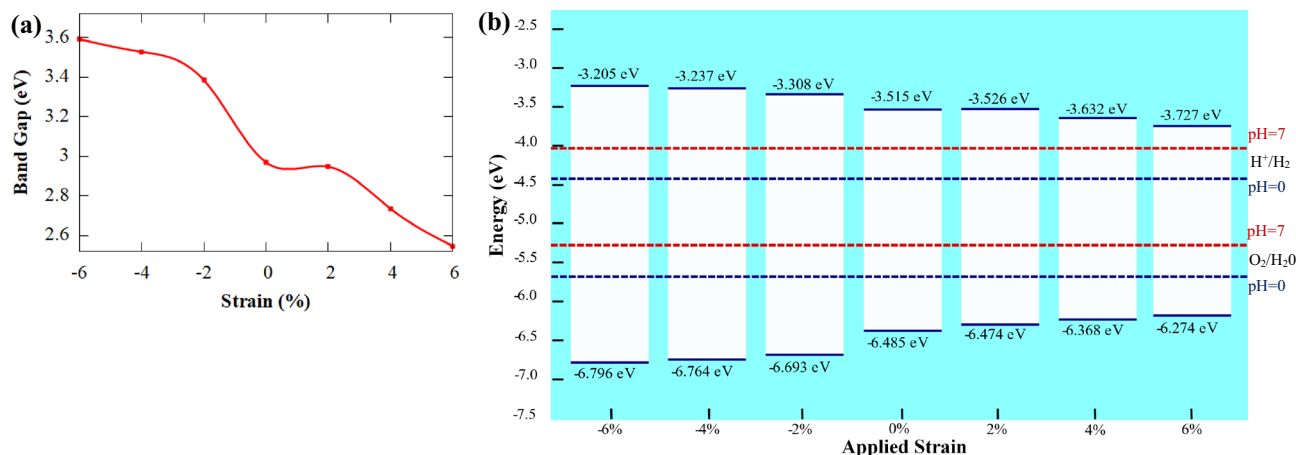 (a)
3.6
3.4
3.2
3
2.8
2.6
Band Gap (eV)
-6
-4
-2
0
2
4
6
Strain (%)
(b)
-2.5
-3.0
-3.5
-4.0
-4.5
-5.0
-5.5
-6.0
-6.5
-7.0
-7.5
Energy (eV)
-3.205 eV
-3.237 eV
-3.308 eV
-3.515 eV
-3.526 eV
-3.632 eV
-3.727 eV
pH=7
H⁺/H₂
pH=0
pH=7
O₂/H₂0
pH=0
-6.796 eV
-6.764 eV
-6.693 eV
-6.485 eV
-6.474 eV
-6.368 eV
-6.274 eV
-6%
-4%
-2%
0%
2%
4%
6%
Applied Strain